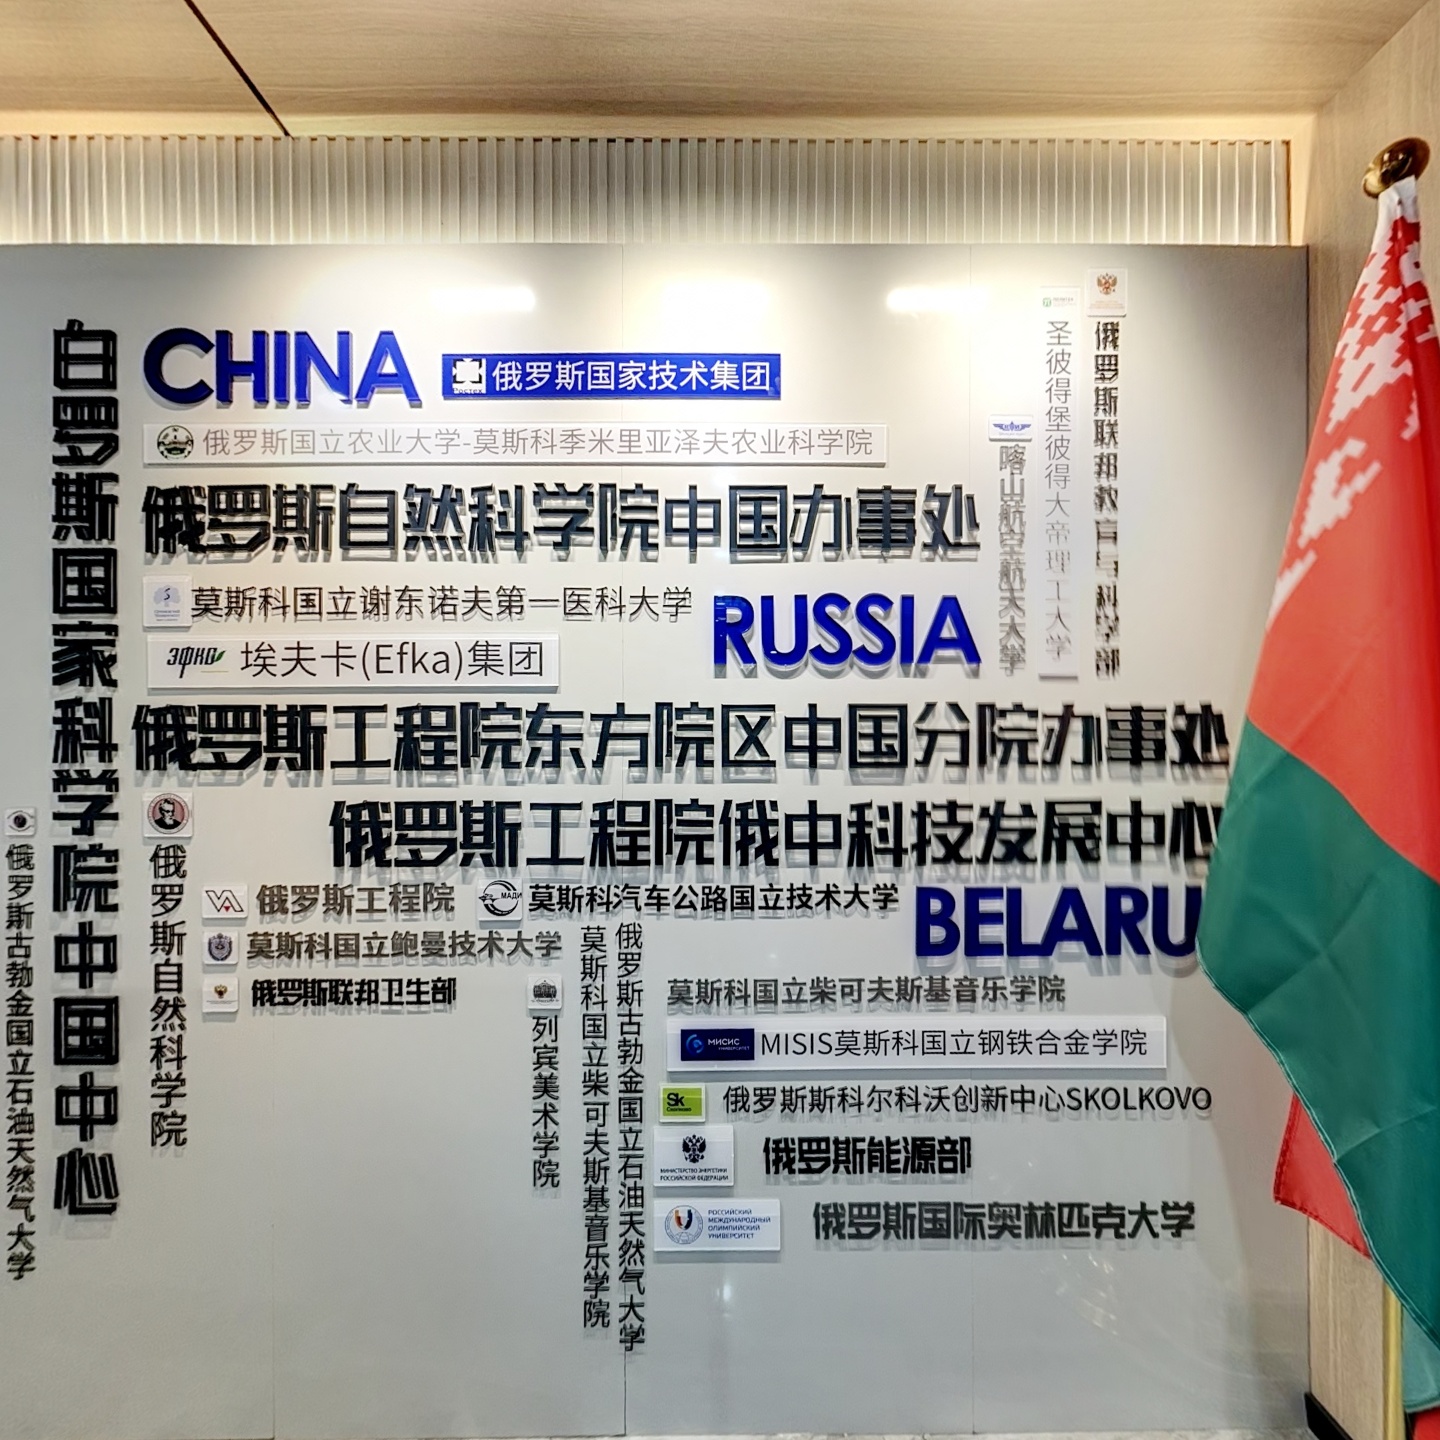 白罗斯国家科学院中国中心
CHINA
Ростех
俄罗斯国家技术集团
俄罗斯国立农业大学-莫斯科季米里亚泽夫农业科学院
俄罗斯自然科学院中国办事处
莫斯科国立谢东诺夫第一医科大学
RUSSIA
ЭФКО
埃夫卡(Efka)集团
喀山航空航天大学
圣彼得堡彼得大帝理工大学
俄罗斯联邦教育与科学部
俄罗斯工程院东方院区中国分院办事处
俄罗斯工程院俄中科技发展中心
俄罗斯古勃金国立石油天然气大学
俄罗斯自然科学院
俄罗斯工程院
МАДИ
莫斯科汽车公路国立技术大学
BELARU
莫斯科国立鲍曼技术大学
俄罗斯联邦卫生部
列宾美术学院
莫斯科国立柴可夫斯基音乐学院
俄罗斯古勃金国立石油天然气大学
莫斯科国立柴可夫斯基音乐学院
МИСИС
УНИВЕРСИТЕТ
MISIS莫斯科国立钢铁合金学院
Sk
Сколково
俄罗斯斯科尔科沃创新中心SKOLKOVO
МИНИСТЕРСТВО ЭНЕРГЕТИКИ
РОССИЙСКОЙ ФЕДЕРАЦИИ
俄罗斯能源部
РОССИЙСКИЙ
МЕЖДУНАРОДНЫЙ
ОЛИМПИЙСКИЙ
УНИВЕРСИТЕТ
俄罗斯国际奥林匹克大学